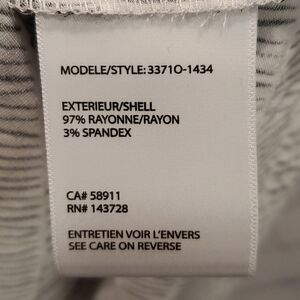 MODELE/STYLE: 3371O-1434
EXTERIEUR/SHELL
97% RAYONNE/RAYON
3% SPANDEX
CA# 58911
RN# 143728
ENTRETIEN VOIR L'ENVERS
SEE CARE ON REVERSE